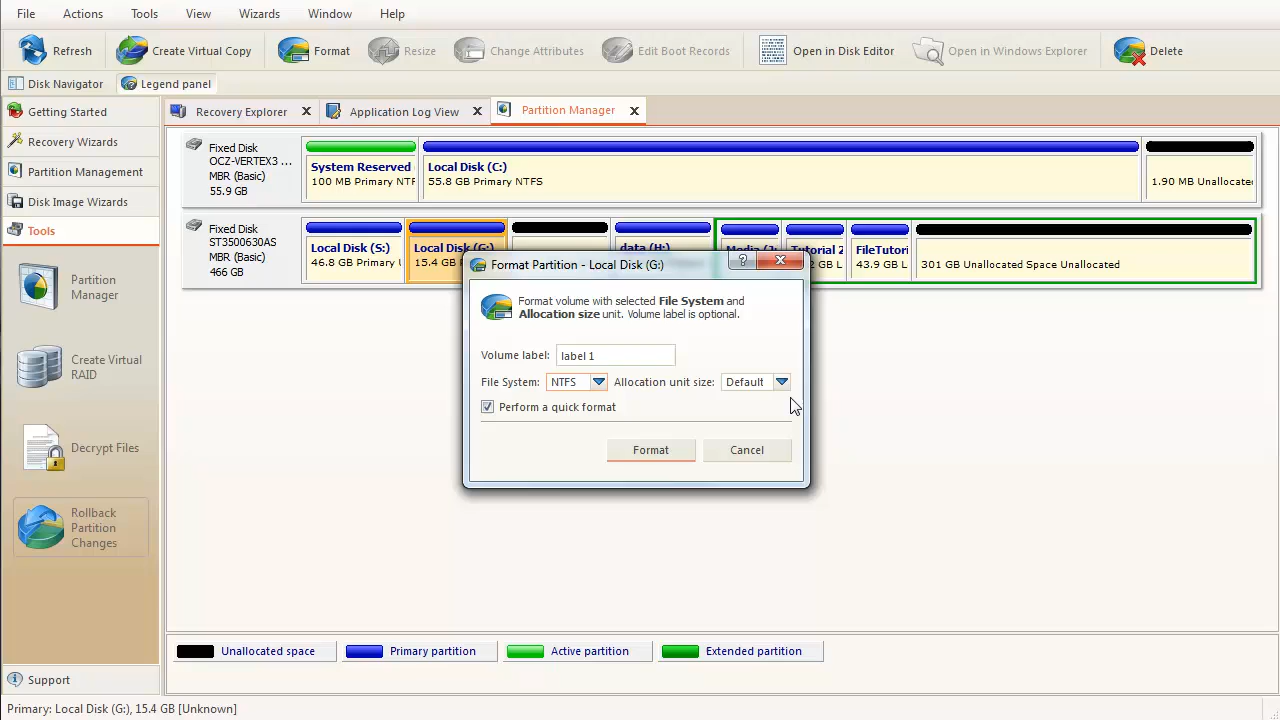 File Actions Tools View Wizards Window Help
Refresh Create Virtual Copy Format Resize Attributes Edit Boot Records Open in Disk Editor Open in Windows Explorer Delete
Disk Navigator Legend panel
Getting Started
Recovery Wizards
Partition Management
Disk Image Wizards
Tools
Partition
Manager
Create Virtual
RAID
Decrypt Files
Rollback
Partition
Changes
Support
Recovery Explorer Application Log View Partition Manager
Fixed Disk
OCZ-VERTEX3 ...
MBR (Basic)
55.9 GB
System Reserved
100 MB Primary NTF
Local Disk (C:)
55.8 GB Primary NTFS
1.90 MB Unallocate
Fixed Disk
ST3500630AS
MBR (Basic)
466 GB
Local Disk (S:)
46.8 GB Primary
Local Disk (G:)
15.4 GB
data (H:)
Media (J:
Tutorial 2
GB L
FileTutori
43.9 GB L
301 GB Unallocated Space Unallocated
Format Partition - Local Disk (G:)
?
Format volume with selected File System and
Allocation size unit. Volume label is optional.
Volume label: label 1
File System: NTFS Allocation unit size: Default
Perform a quick format
Format Cancel
Unallocated space Primary partition Active partition Extended partition
Primary: Local Disk (G:), 15.4 GB [Unknown]